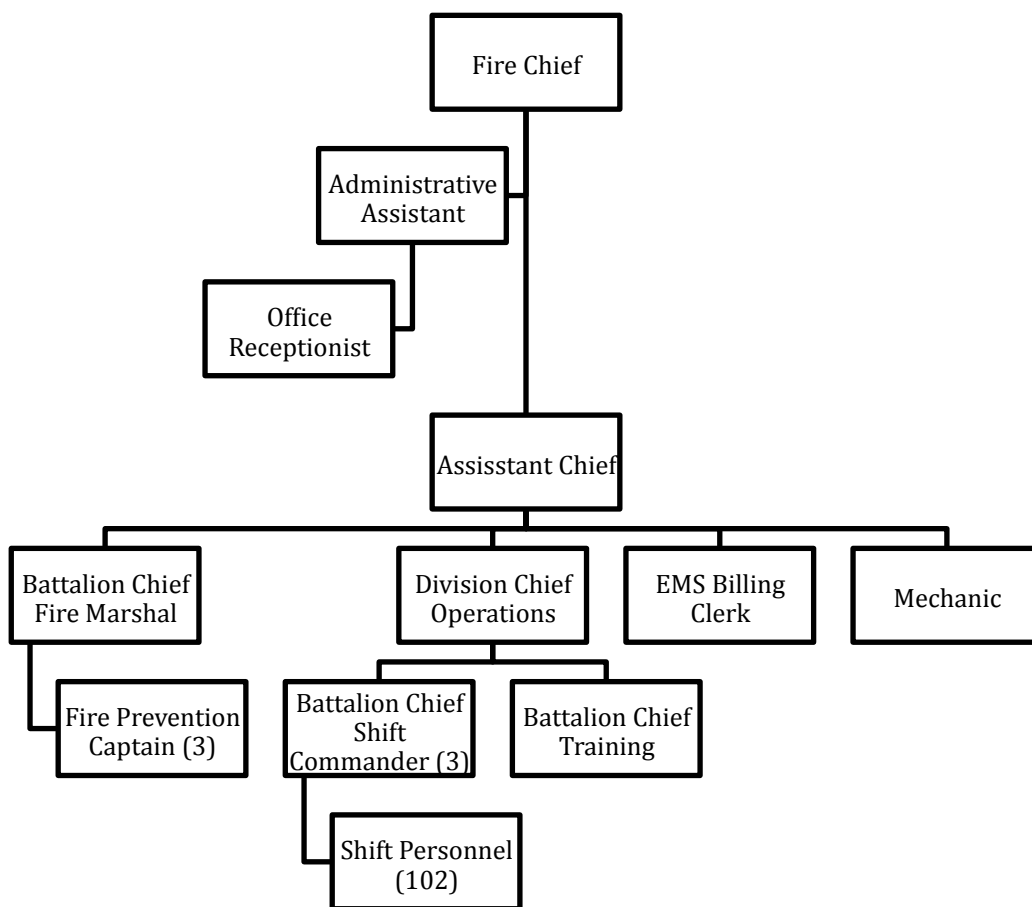 Fire Chief
Administrative
Assistant
Office
Receptionist
Assisstant Chief
Battalion Chief
Fire Marshal
Division Chief
Operations
EMS Billing
Clerk
Mechanic
Fire Prevention
Captain (3)
Battalion Chief
Shift
Commander (3)
Battalion Chief
Training
Shift Personnel
(102)